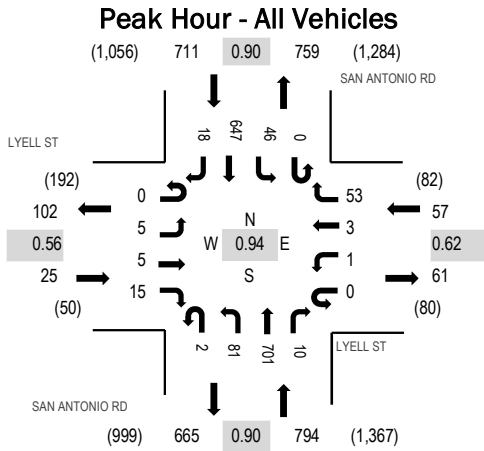 Peak Hour - All Vehicles
(1,056) 711 0.90 759 (1,284)
SAN ANTONIO RD
LYELL ST
18 647 46 0
(192)
(82)
102
0
53
57
5
3
N
0.56
W 0.94 E
0.62
S
25
5
1
61
15
0
(50)
(80)
2 81 701 10
LYELL ST
SAN ANTONIO RD
(999) 665 0.90 794 (1,367)